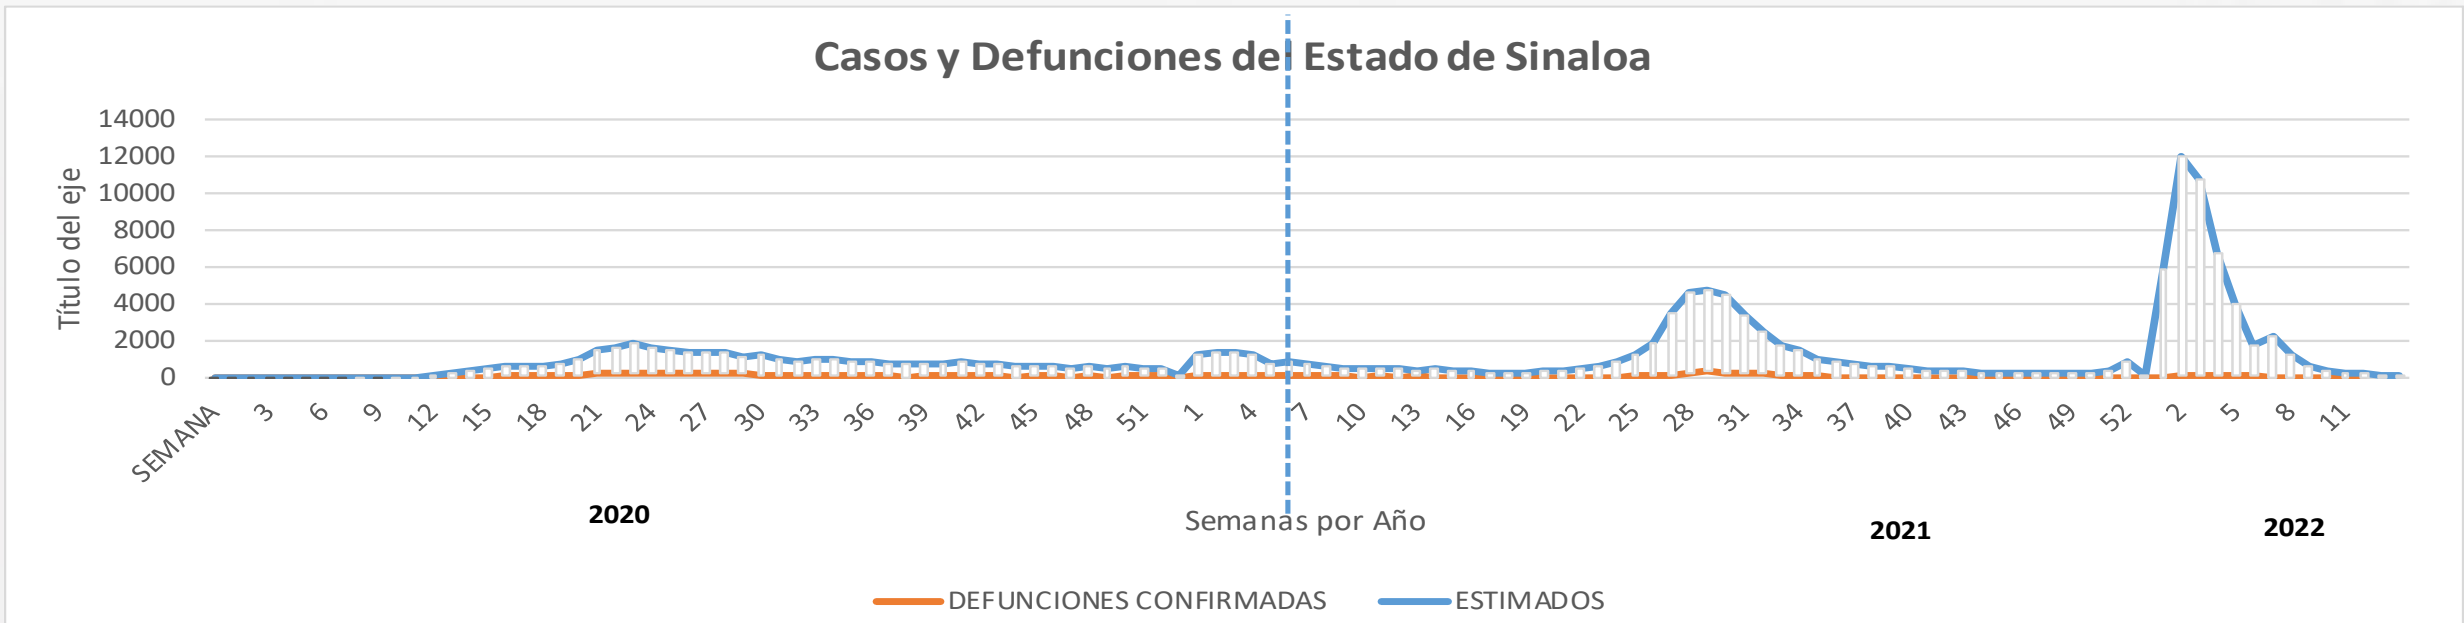 Casos y Defunciones del Estado de Sinaloa
Título del eje
14000
12000
10000
8000
6000
4000
2000
0
SEMANA 3 6 9 12 15 18 21 24 27 30 33 36 39 42 45 48 51 1 4 7 10 13 16 19 22 25 28 31 34 37 40 43 46 49 52 2 5 8 11
2020 Semanas por Año 2021 2022
DEFUNCIONES CONFIRMADAS ESTIMADOS